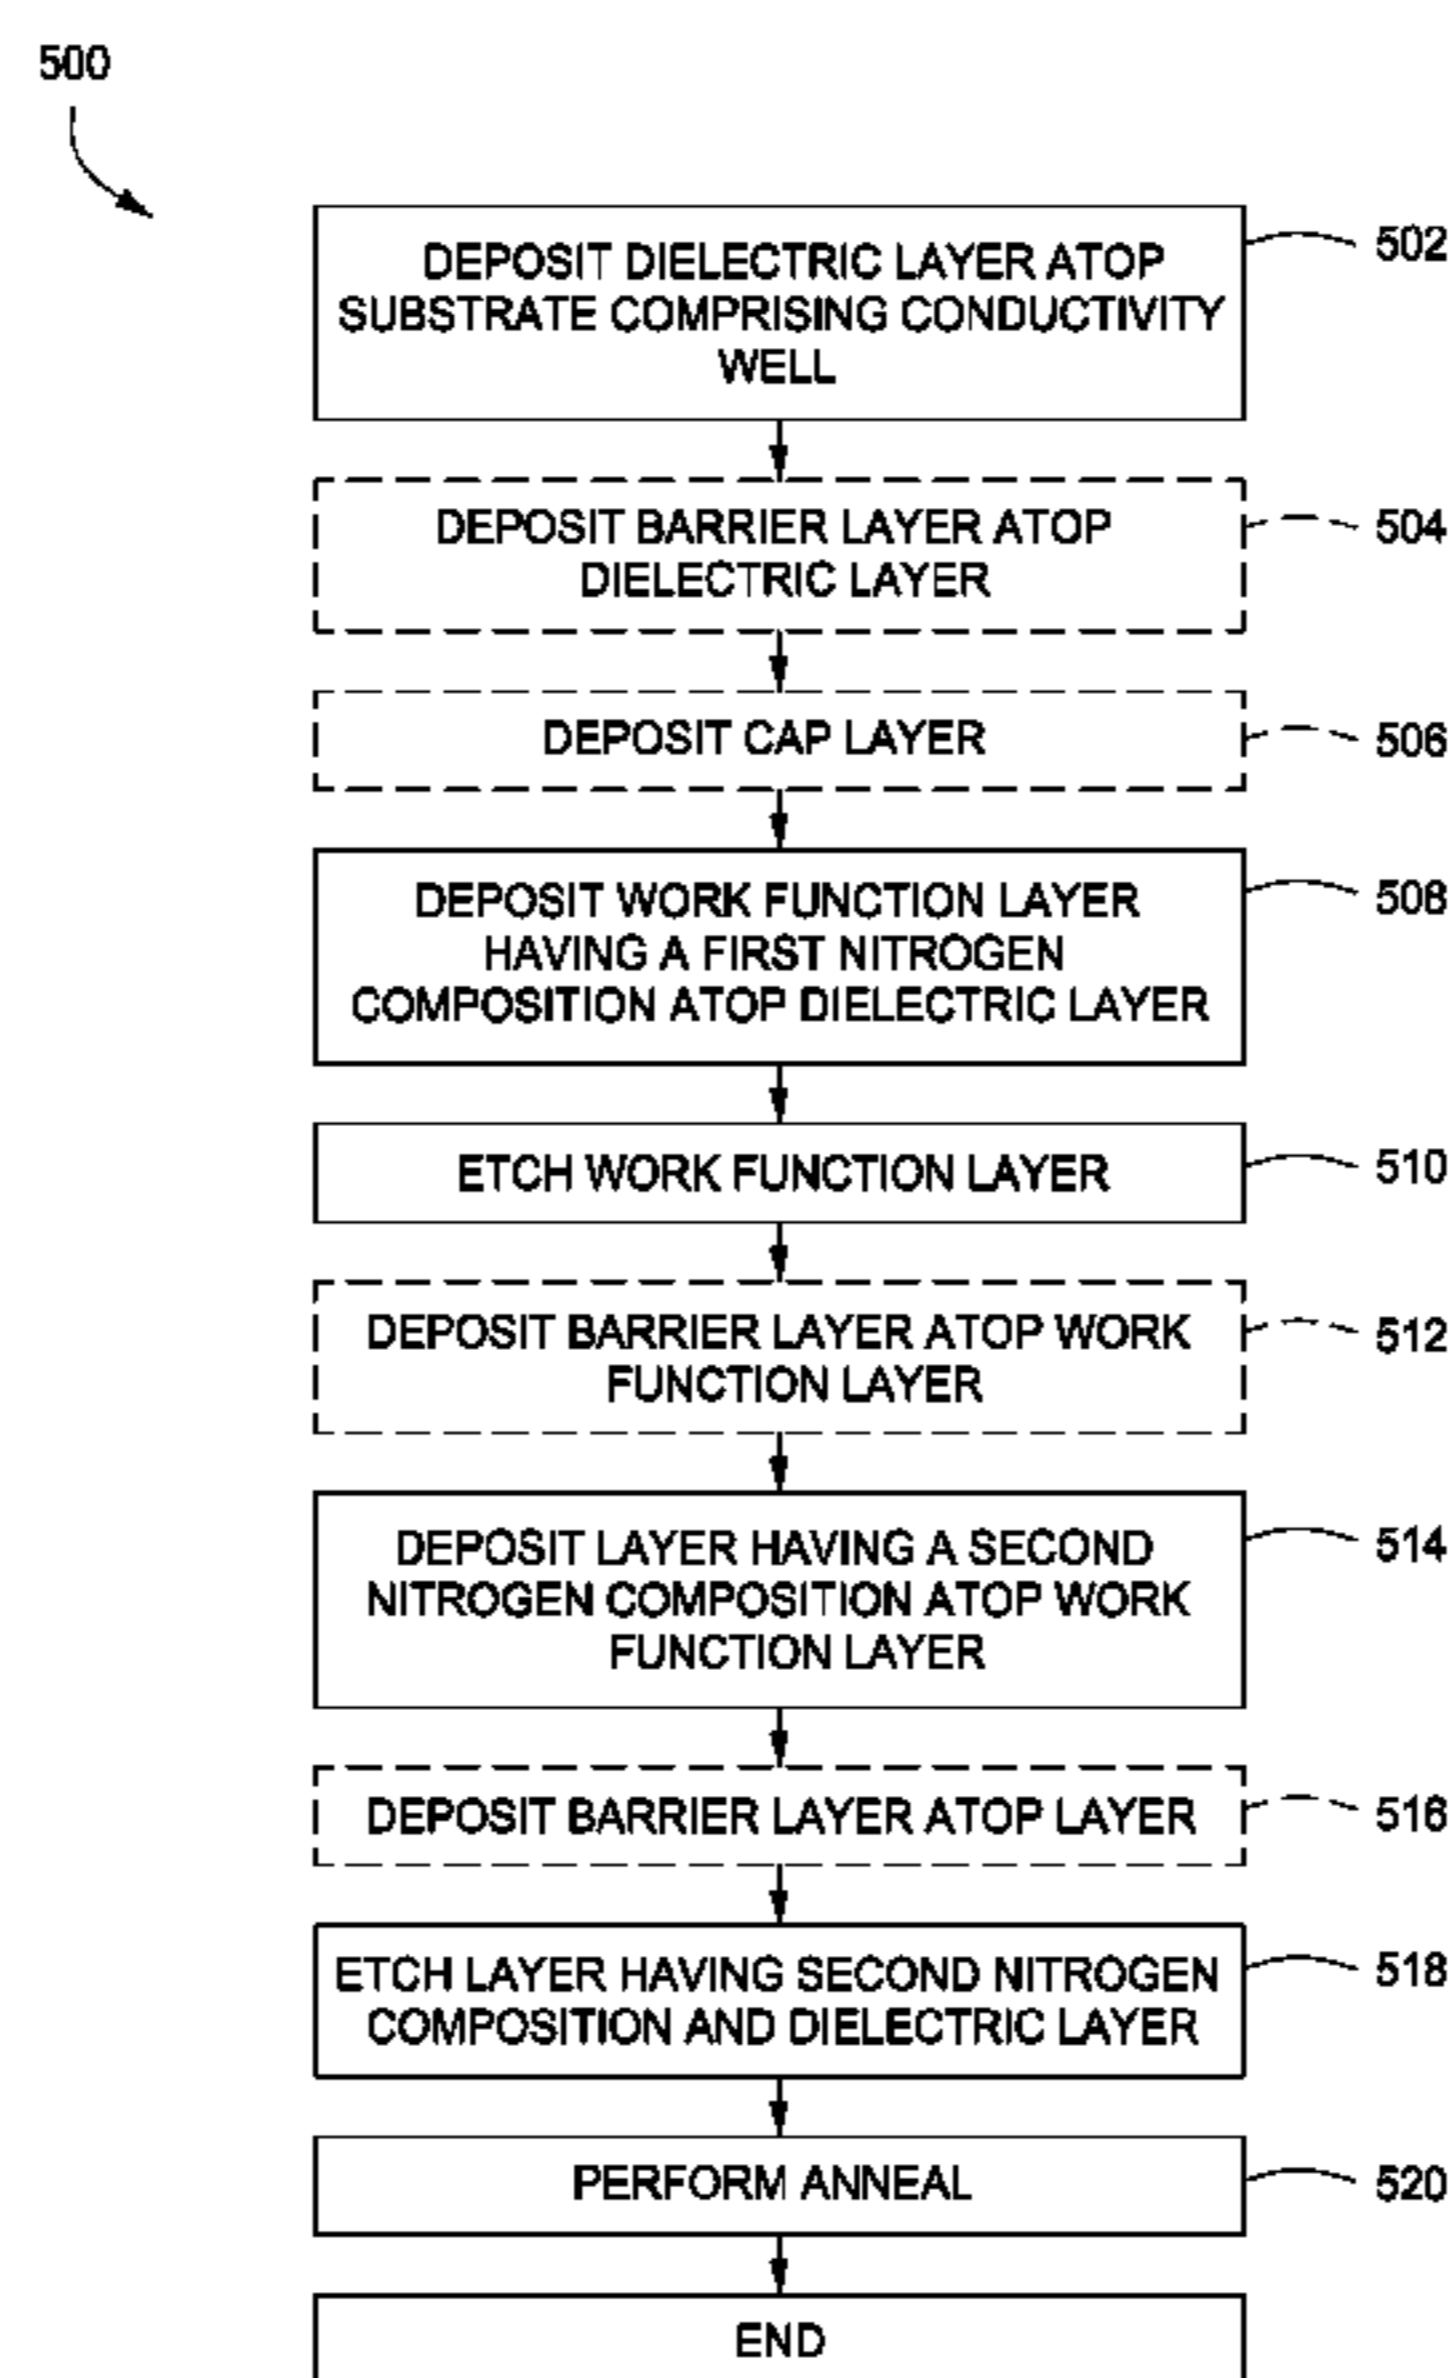 500
DEPOSIT DIELECTRIC LAYER ATOP
SUBSTRATE COMPRISING CONDUCTIVITY
WELL
502
DEPOSIT BARRIER LAYER ATOP
DIELECTRIC LAYER
504
DEPOSIT CAP LAYER
506
DEPOSIT WORK FUNCTION LAYER
HAVING A FIRST NITROGEN
COMPOSITION ATOP DIELECTRIC LAYER
508
ETCH WORK FUNCTION LAYER
510
DEPOSIT BARRIER LAYER ATOP WORK
FUNCTION LAYER
512
DEPOSIT LAYER HAVING A SECOND
NITROGEN COMPOSITION ATOP WORK
FUNCTION LAYER
514
DEPOSIT BARRIER LAYER ATOP LAYER
516
ETCH LAYER HAVING SECOND NITROGEN
COMPOSITION AND DIELECTRIC LAYER
518
PERFORM ANNEAL
520
END